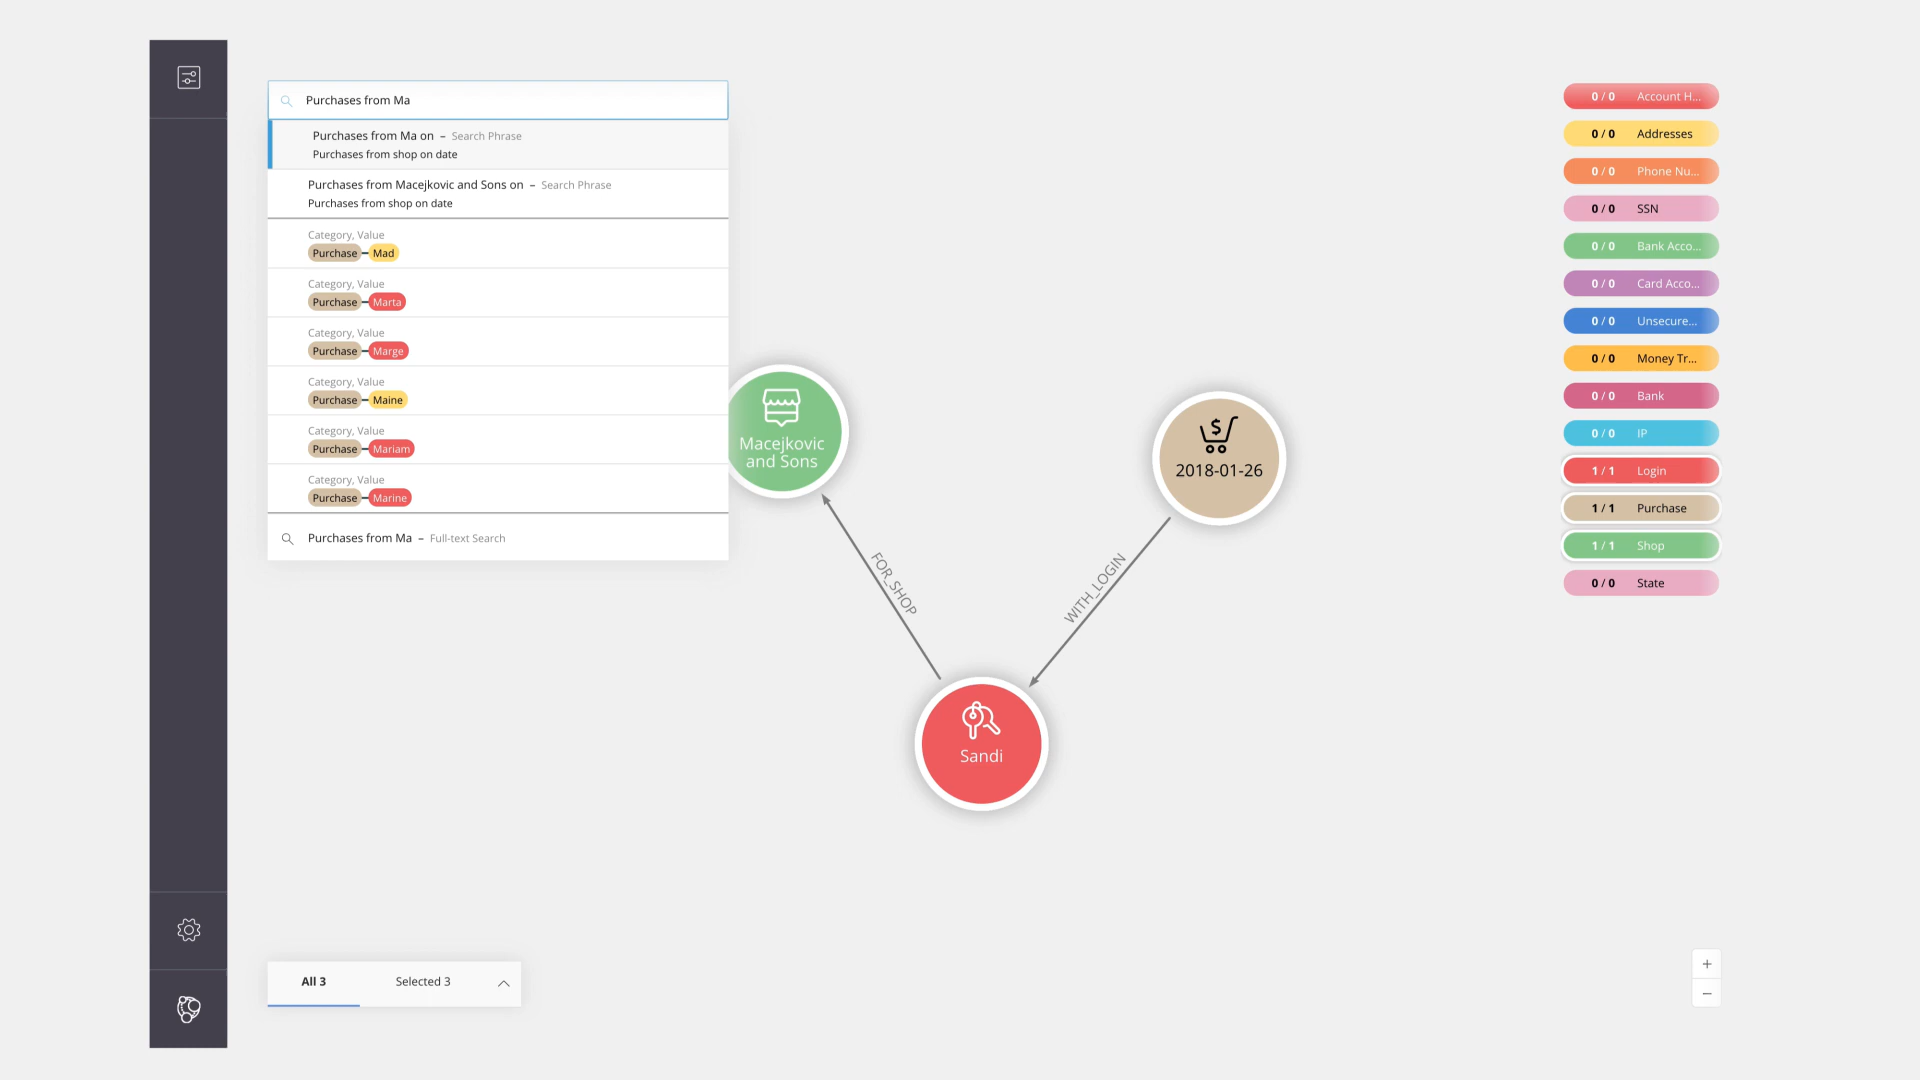 Purchases from Ma
Purchases from Ma on – Search Phrase
Purchases from shop on date
Purchases from Macejkovic and Sons on – Search Phrase
Purchases from shop on date
Category, Value
Purchase Mad
Category, Value
Purchase Marta
Category, Value
Purchase Marge
Category, Value
Purchase Maine
Category, Value
Purchase Mariam
Category, Value
Purchase Marine
Purchases from Ma – Full-text Search
Macejkovic
and Sons
$
2018-01-26
FOR_SHOP
WITH_LOGIN
Sandi
0 / 0 Account H...
0 / 0 Addresses
0 / 0 Phone Nu...
0 / 0 SSN
0 / 0 Bank Acco...
0 / 0 Card Acco...
0 / 0 Unsecure...
0 / 0 Money Tr...
0 / 0 Bank
0 / 0 IP
1 / 1 Login
1 / 1 Purchase
1 / 1 Shop
0 / 0 State
All 3 Selected 3
+
−